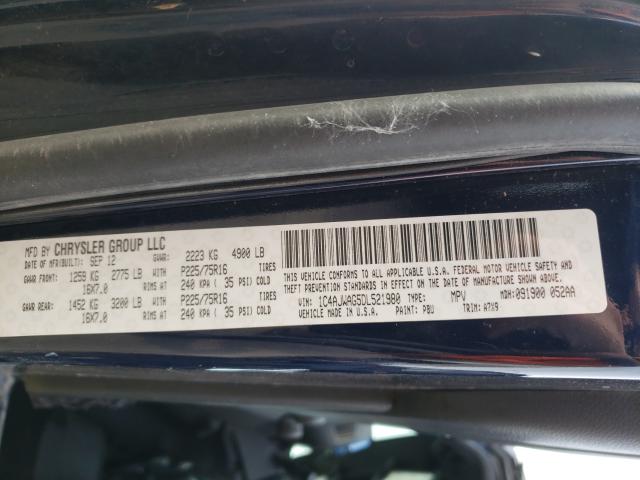 MFD BY CHRYSLER GROUP LLC
DATE OF MFR/BUILT: SEP 12 GVWR: 2223 KG 4900 LB
GAWR FRONT: 1259 KG 2775 LB WITH P225/75R16 TIRES
16X7.0 RIMS AT 240 KPA ( 35 PSI) COLD
GAWR REAR: 1452 KG 3200 LB WITH P225/75R16 TIRES
16X7.0 RIMS AT 240 KPA ( 35 PSI) COLD
THIS VEHICLE CONFORMS TO ALL APPLICABLE U.S.A. FEDERAL MOTOR VEHICLE SAFETY,
BUMPER, AND THEFT PREVENTION STANDARDS IN EFFECT ON THE DATE OF
MANUFACTURE SHOWN ABOVE.
VIN: 1C4AJWAG5DL521980 TYPE: MPV MDH: 091900 052AA
VEHICLE MADE IN U.S.A. PAINT: PBU TRIM: A7X9